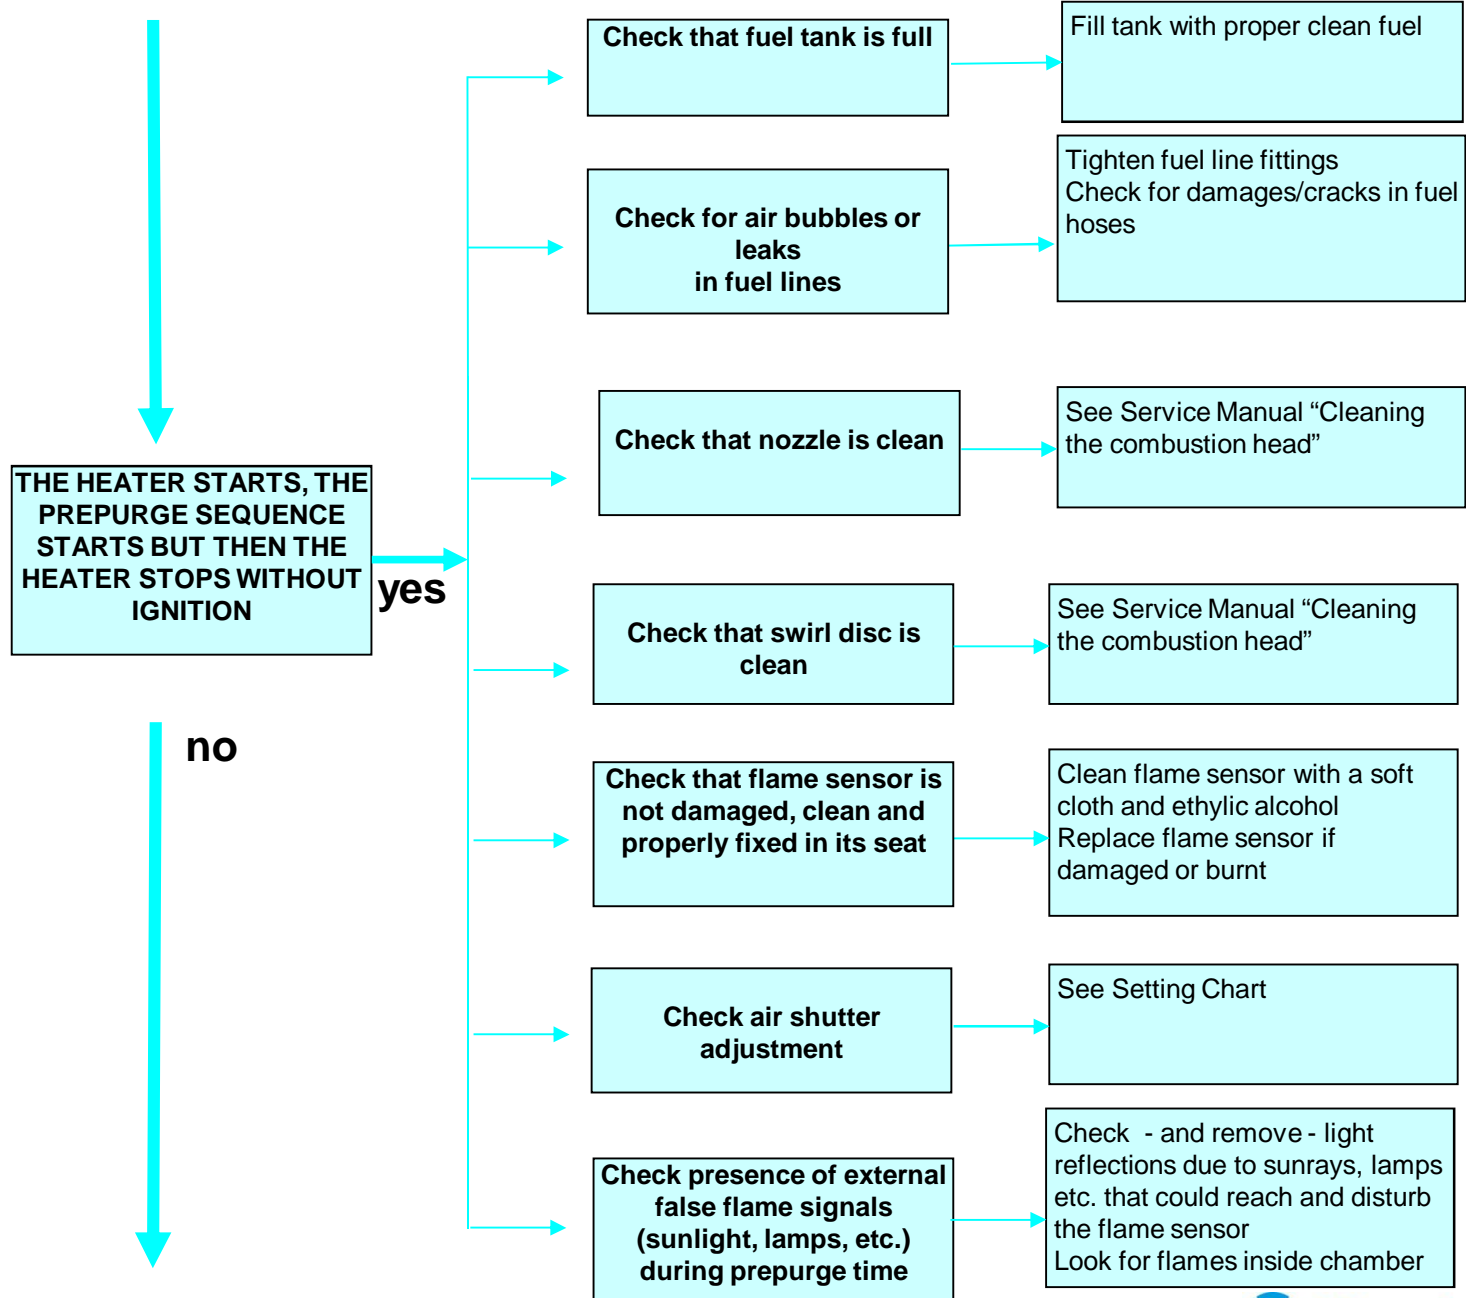 Check that fuel tank is full
Fill tank with proper clean fuel
Check for air bubbles or
leaks
in fuel lines
Tighten fuel line fittings
Check for damages/cracks in fuel
hoses
Check that nozzle is clean
See Service Manual “Cleaning
the combustion head”
THE HEATER STARTS, THE
PREPURGE SEQUENCE
STARTS BUT THEN THE
HEATER STOPS WITHOUT
IGNITION
yes
Check that swirl disc is
clean
See Service Manual “Cleaning
the combustion head”
no
Check that flame sensor is
not damaged, clean and
properly fixed in its seat
Clean flame sensor with a soft
cloth and ethylic alcohol
Replace flame sensor if
damaged or burnt
Check air shutter
adjustment
See Setting Chart
Check presence of external
false flame signals
(sunlight, lamps, etc.)
during prepurge time
Check - and remove - light
reflections due to sunrays, lamps
etc. that could reach and disturb
the flame sensor
Look for flames inside chamber